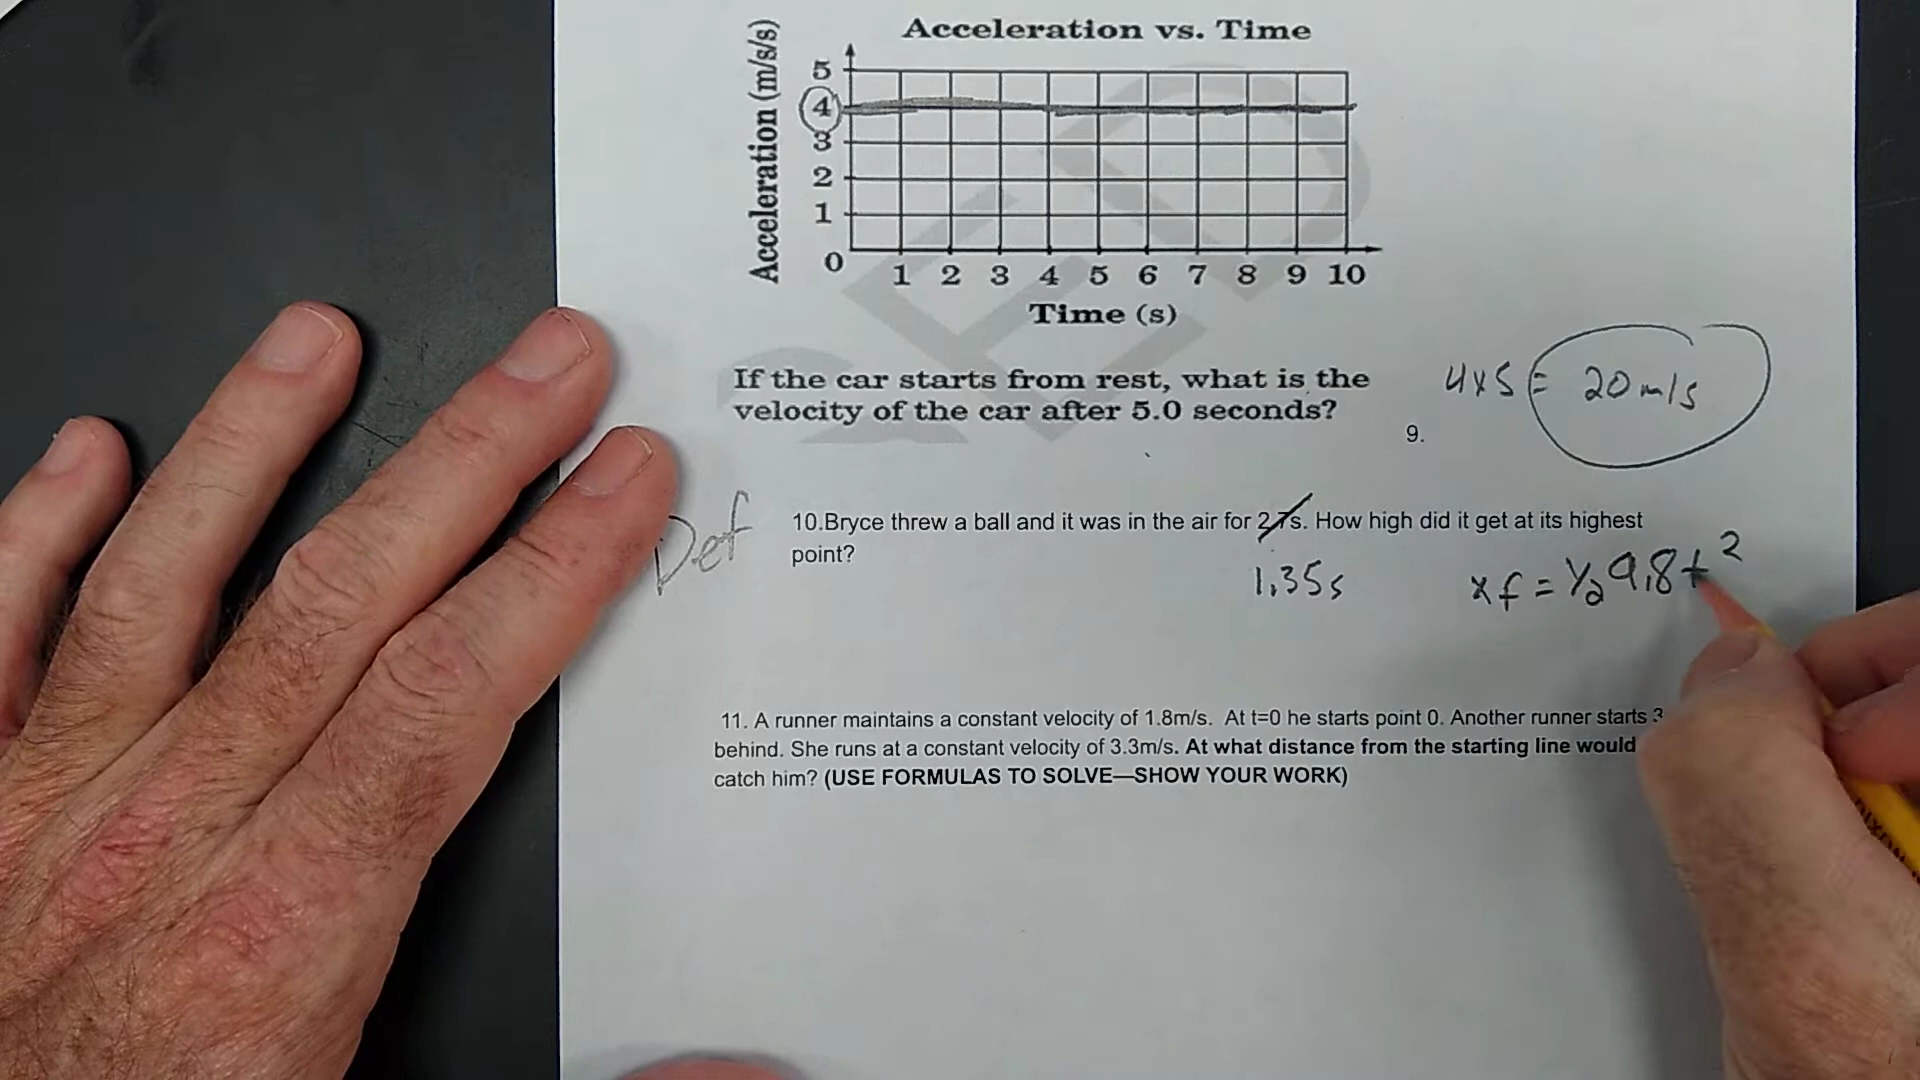 Acceleration vs. Time
Acceleration (m/s/s)
5
4
3
2
1
0
1 2 3 4 5 6 7 8 9 10
Time (s)
If the car starts from rest, what is the
velocity of the car after 5.0 seconds?
9.
4x5 = 20m/s
Def
10.Bryce threw a ball and it was in the air for 2.7s. How high did it get at its highest
point?
1.35s
xf = 1/2 9.8t²
11. A runner maintains a constant velocity of 1.8m/s. At t=0 he starts point 0. Another runner starts 3
behind. She runs at a constant velocity of 3.3m/s. At what distance from the starting line would
catch him? (USE FORMULAS TO SOLVE—SHOW YOUR WORK)